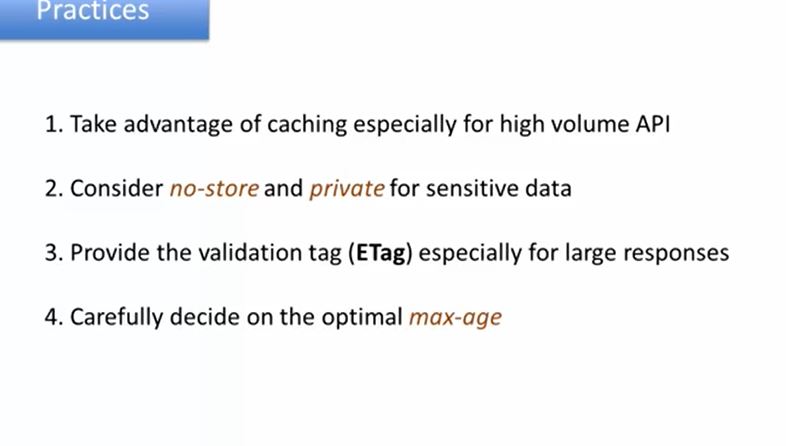 Practices
1. Take advantage of caching especially for high volume API
2. Consider no-store and private for sensitive data
3. Provide the validation tag (ETag) especially for large responses
4. Carefully decide on the optimal max-age